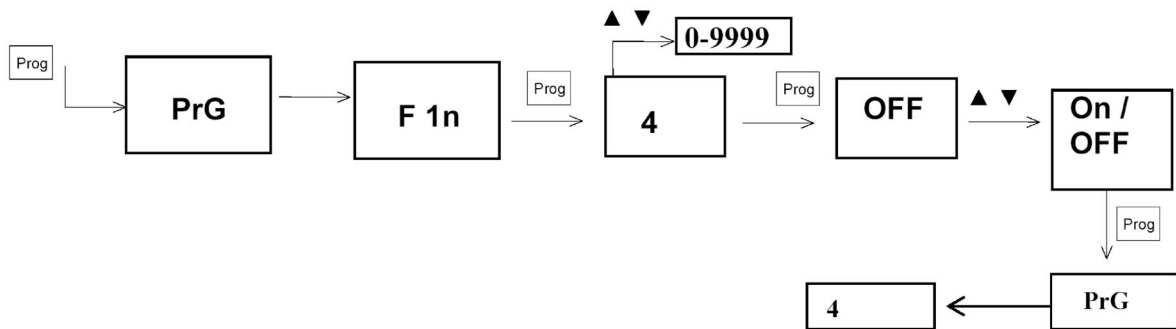 Prog
PrG
F 1n
Prog
▲ ▼
0-9999
4
Prog
OFF
▲ ▼
On /
OFF
Prog
PrG
4